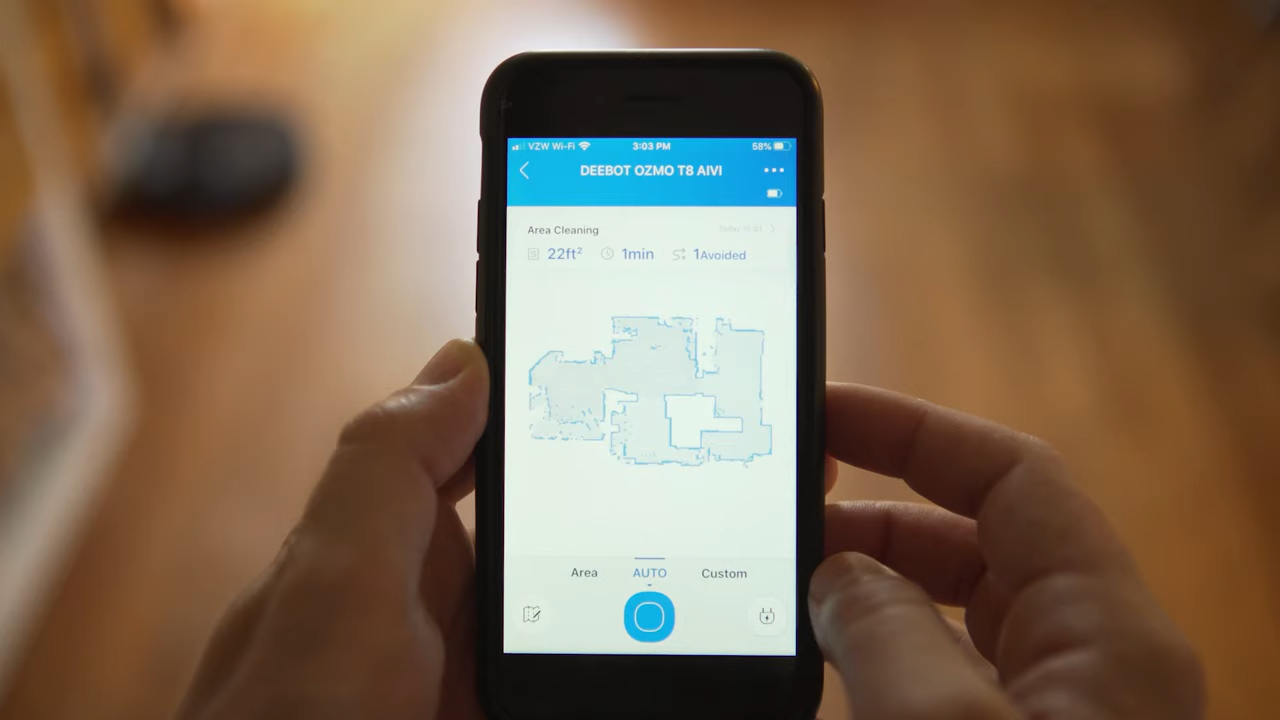 VZW Wi-Fi 3:03 PM 58%
DEEBOT OZMO T8 AIVI
Area Cleaning Today
22ft² 1min 1Avoided
Area AUTO Custom